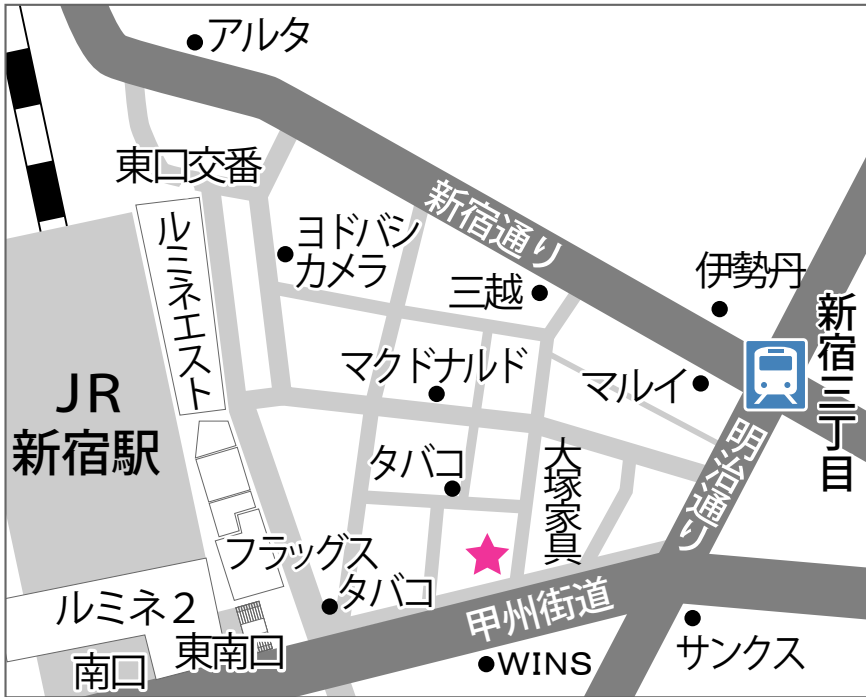 アルタ
東口交番
新宿通り
ヨドバシ
カメラ
ルミネエスト
三越
伊勢丹
新宿三丁目
マクドナルド
マルイ
JR
新宿駅
明治通り
タバコ
大塚家具
フラッグス
タバコ
甲州街道
ルミネ2
東南口
南口
WINS
サンクス